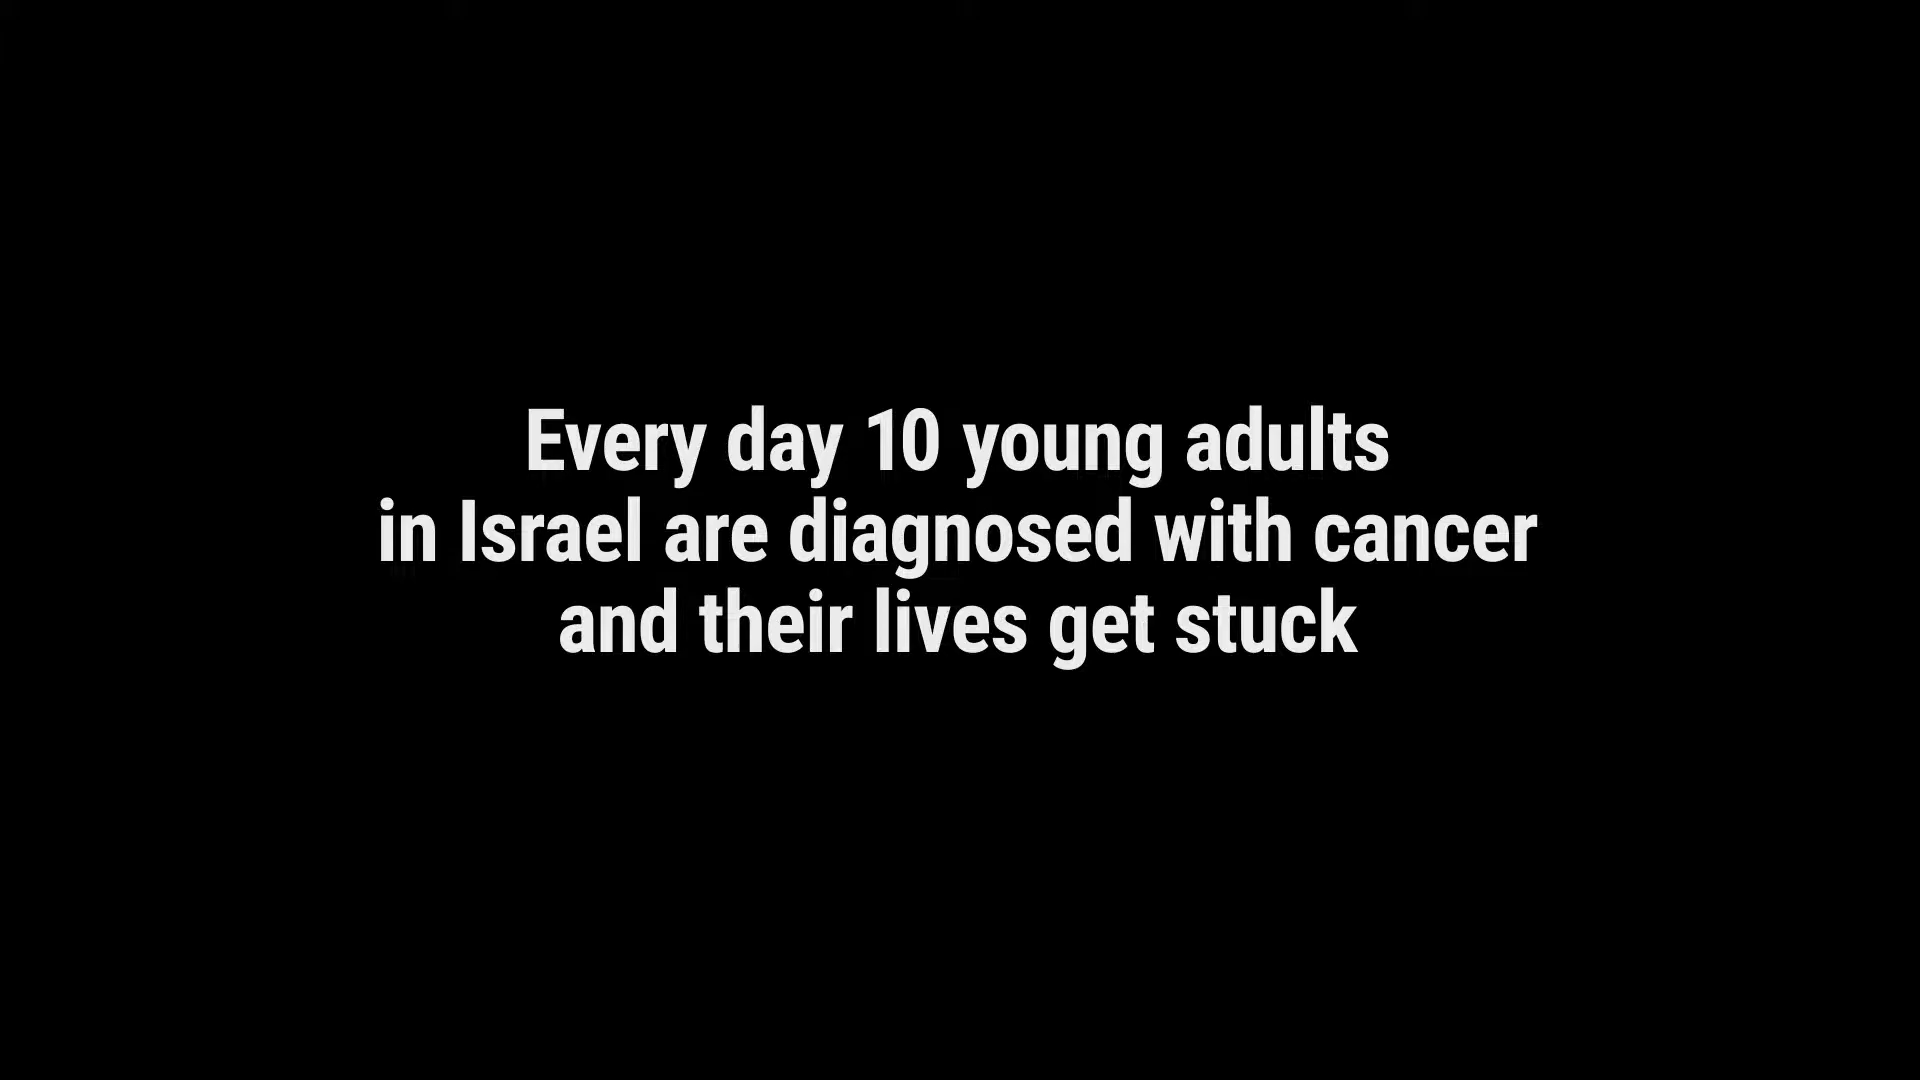 Every day 10 young adults
in Israel are diagnosed with cancer
and their lives get stuck